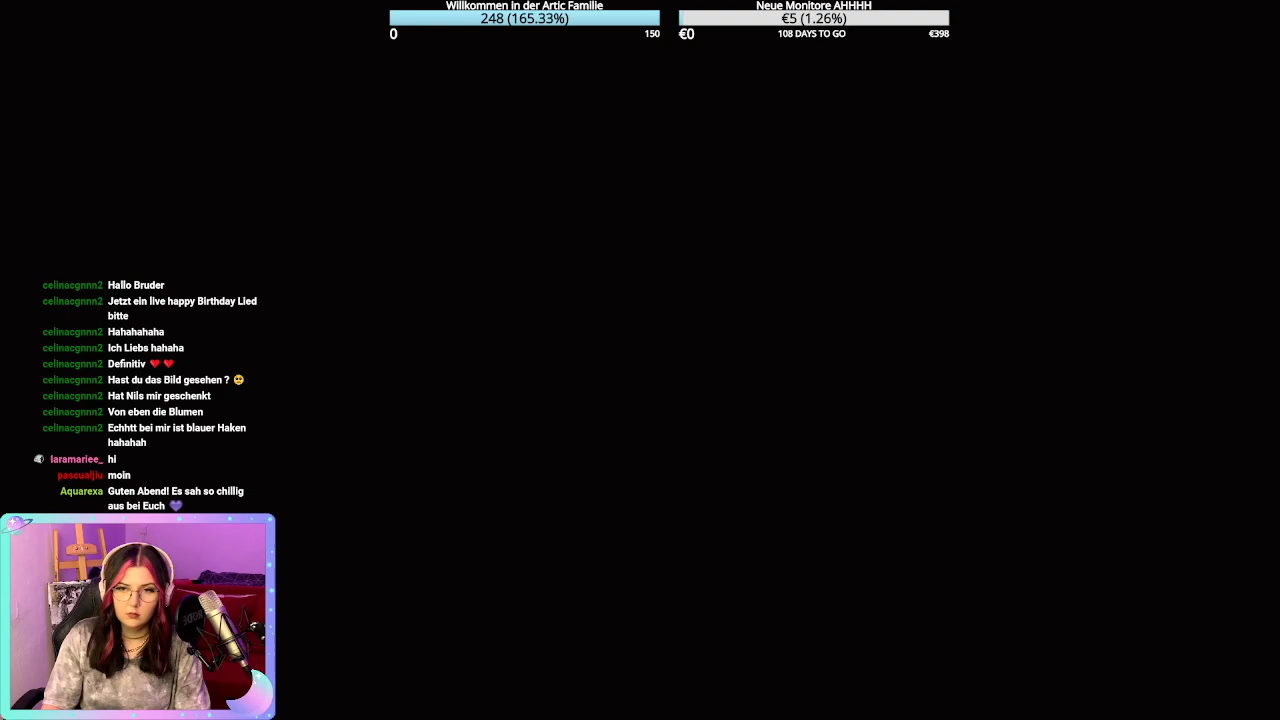 Willkommen in der Artic Familie
248 (165.33%)
0
150
Neue Monitore AHHHH
€5 (1.26%)
€0
108 DAYS TO GO
€398
celinacgnnn2 Hallo Bruder
celinacgnnn2 Jetzt ein live happy Birthday Lied
bitte
celinacgnnn2 Hahahahaha
celinacgnnn2 Ich Liebs hahaha
celinacgnnn2 Definitiv ❤️ ❤️
celinacgnnn2 Hast du das Bild gesehen ? 🥺
celinacgnnn2 Hat Nils mir geschenkt
celinacgnnn2 Von eben die Blumen
celinacgnnn2 Echhtt bei mir ist blauer Haken
hahahah
laramariee_ hi
pascualjiu moin
Aquarexa Guten Abend! Es sah so chillig
aus bei Euch 💜
RODE